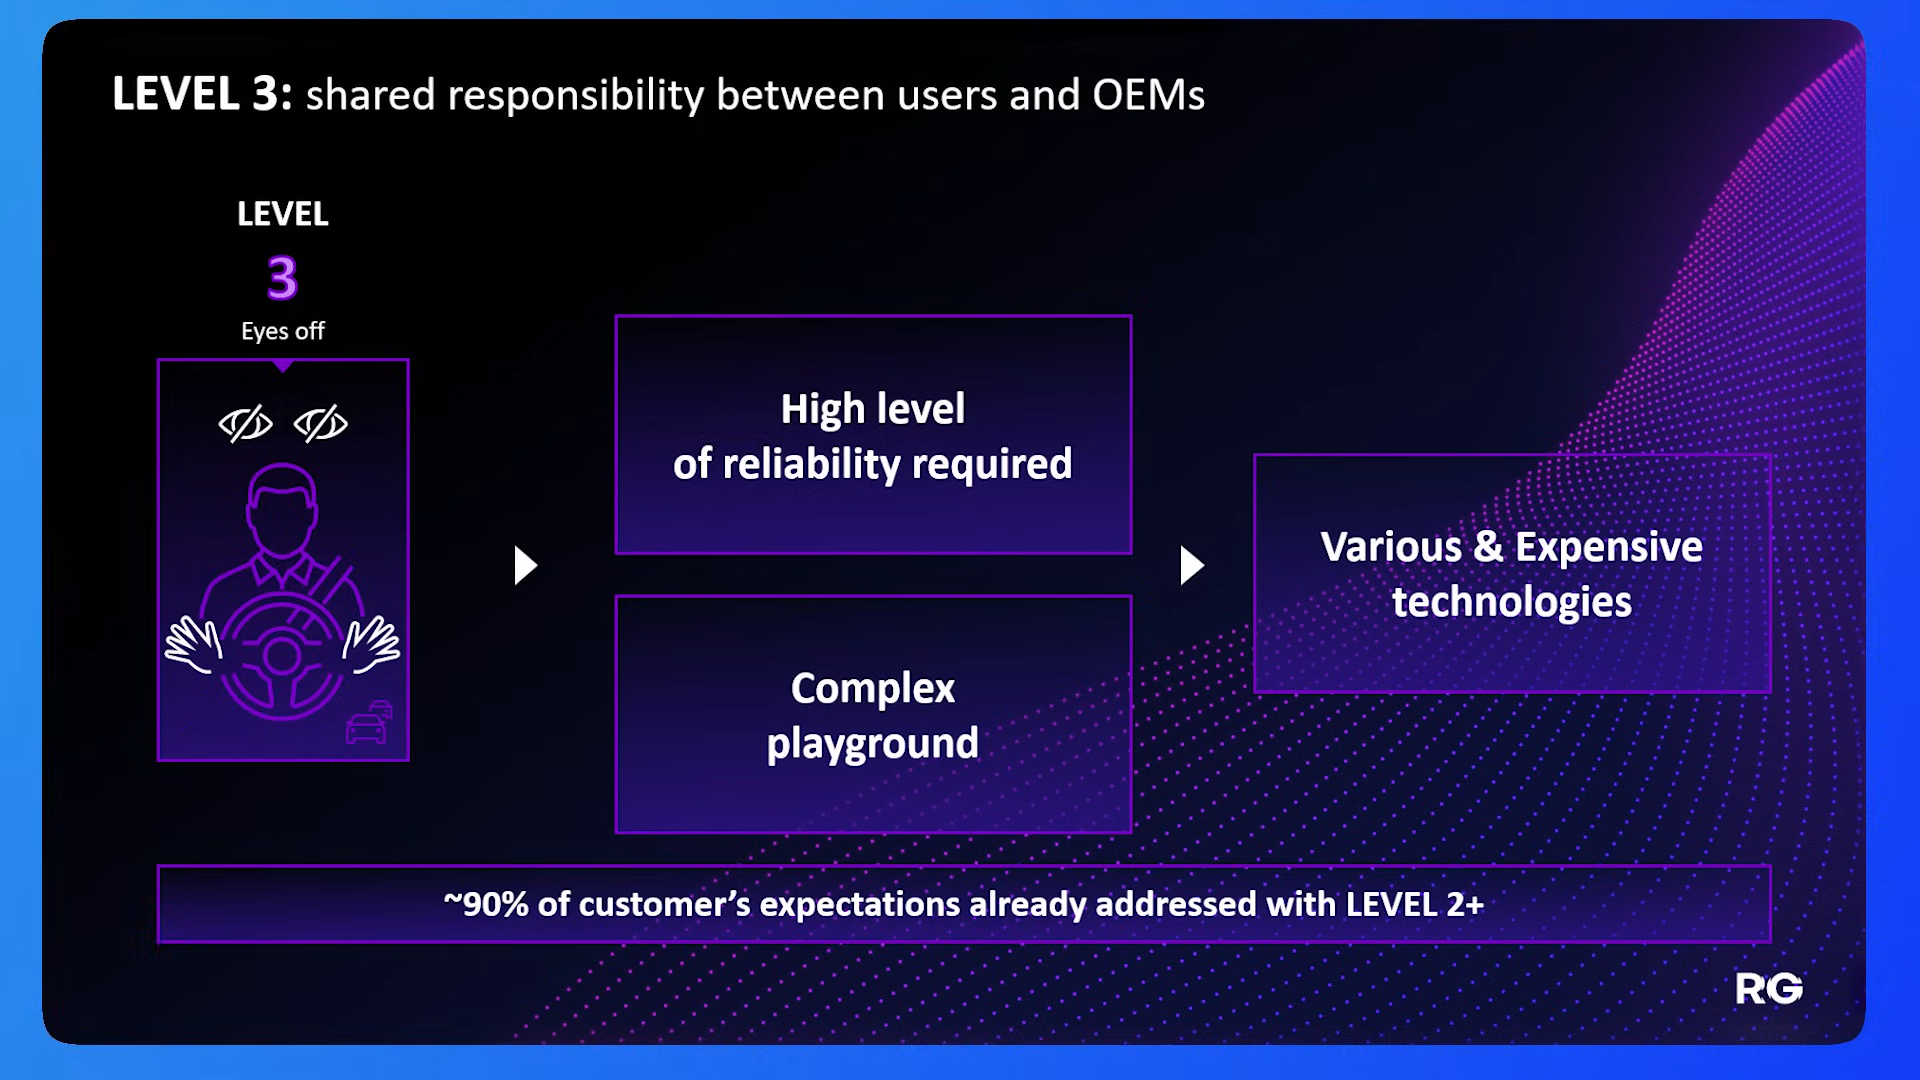 LEVEL 3: shared responsibility between users and OEMs
LEVEL
3
Eyes off
High level
of reliability required
Complex
playground
Various & Expensive
technologies
~90% of customer’s expectations already addressed with LEVEL 2+
RG